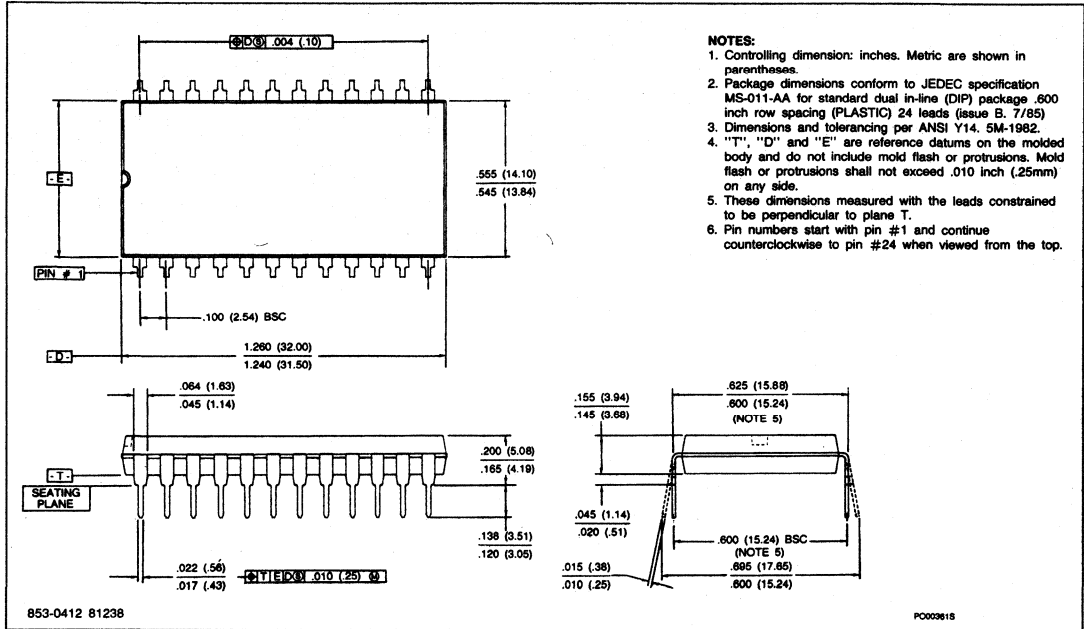 ⌖ D Ⓢ .004 (.10)
- E -
PIN # 1
.555 (14.10)
.545 (13.84)
.100 (2.54) BSC
- D -
1.260 (32.00)
1.240 (31.50)
NOTES:
1. Controlling dimension: inches. Metric are shown in
parentheses.
2. Package dimensions conform to JEDEC specification
MS-011-AA for standard dual in-line (DIP) package .600
inch row spacing (PLASTIC) 24 leads (issue B. 7/85)
3. Dimensions and tolerancing per ANSI Y14. 5M-1982.
4. "T", "D" and "E" are reference datums on the molded
body and do not include mold flash or protrusions. Mold
flash or protrusions shall not exceed .010 inch (.25mm)
on any side.
5. These dimensions measured with the leads constrained
to be perpendicular to plane T.
6. Pin numbers start with pin #1 and continue
counterclockwise to pin #24 when viewed from the top.
.064 (1.63)
.045 (1.14)
- T -
SEATING
PLANE
.200 (5.08)
.165 (4.19)
.138 (3.51)
.120 (3.05)
.022 (.56)
.017 (.43)
⌖ T E D Ⓢ .010 (.25) Ⓜ
.155 (3.94)
.145 (3.68)
.625 (15.88)
.600 (15.24)
(NOTE 5)
.045 (1.14)
.020 (.51)
.600 (15.24) BSC
(NOTE 5)
.015 (.38)
.010 (.25)
.695 (17.65)
.600 (15.24)
853-0412 81238
PO00361S